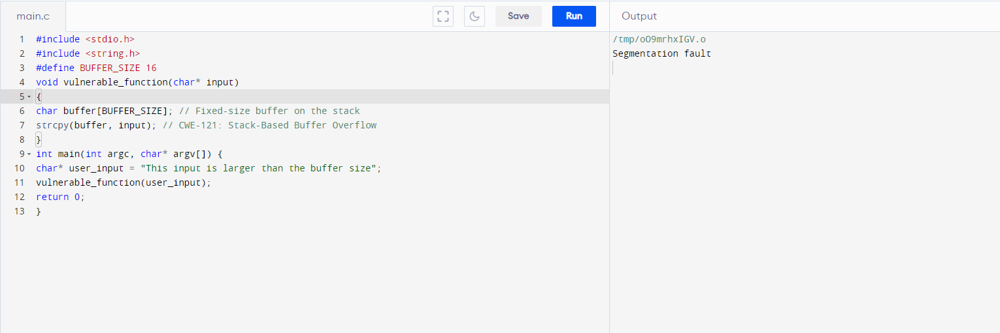 main.c
Save
Run
Output
1 #include <stdio.h>
2 #include <string.h>
3 #define BUFFER_SIZE 16
4 void vulnerable_function(char* input)
5 {
6 char buffer[BUFFER_SIZE]; // Fixed-size buffer on the stack
7 strcpy(buffer, input); // CWE-121: Stack-Based Buffer Overflow
8 }
9 int main(int argc, char* argv[]) {
10 char* user_input = "This input is larger than the buffer size";
11 vulnerable_function(user_input);
12 return 0;
13 }
/tmp/oO9mrhxIGV.o
Segmentation fault